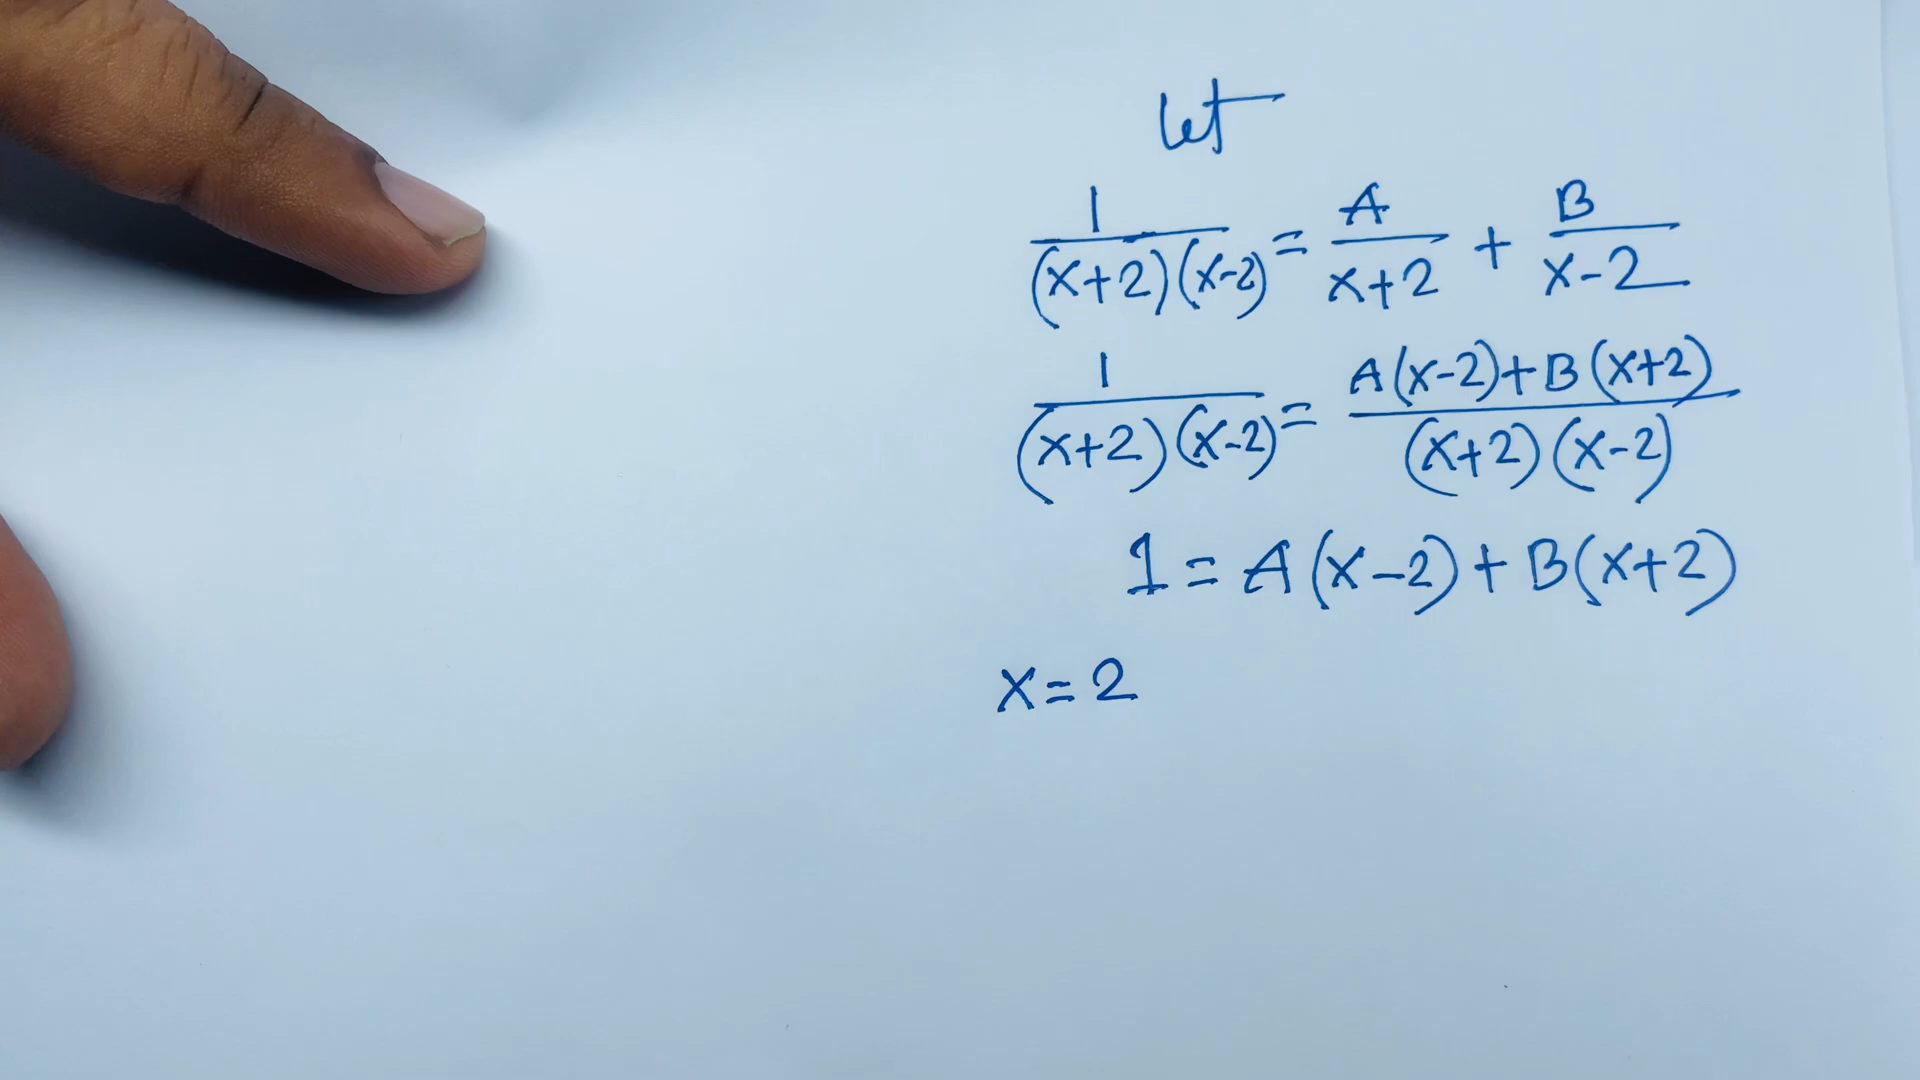 let
1/((x+2)(x-2)) = A/(x+2) + B/(x-2)
1/((x+2)(x-2)) = (A(x-2)+B(x+2))/((x+2)(x-2))
1 = A(x-2) + B(x+2)
x = 2